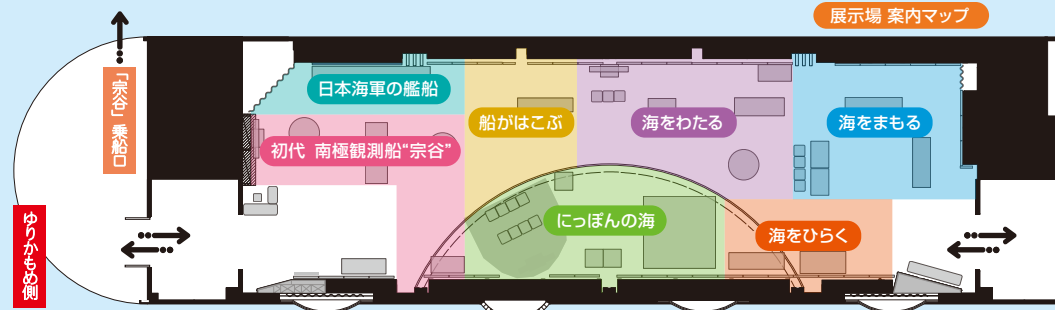 展示場 案内マップ
「宗谷」乗船口
日本海軍の艦船
船がはこぶ
海をわたる
海をまもる
初代 南極観測船“宗谷”
にっぽんの海
海をひらく
ゆりかもめ側